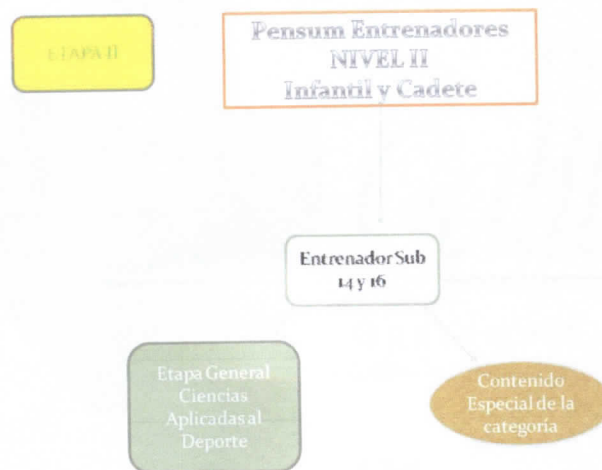 ETAPA II
Pensum Entrenadores
NIVEL II
Infantil y Cadete
Entrenador Sub
14 y 16
Etapa General
Ciencias
Aplicadas al
Deporte
Contenido
Especial de la
categoría